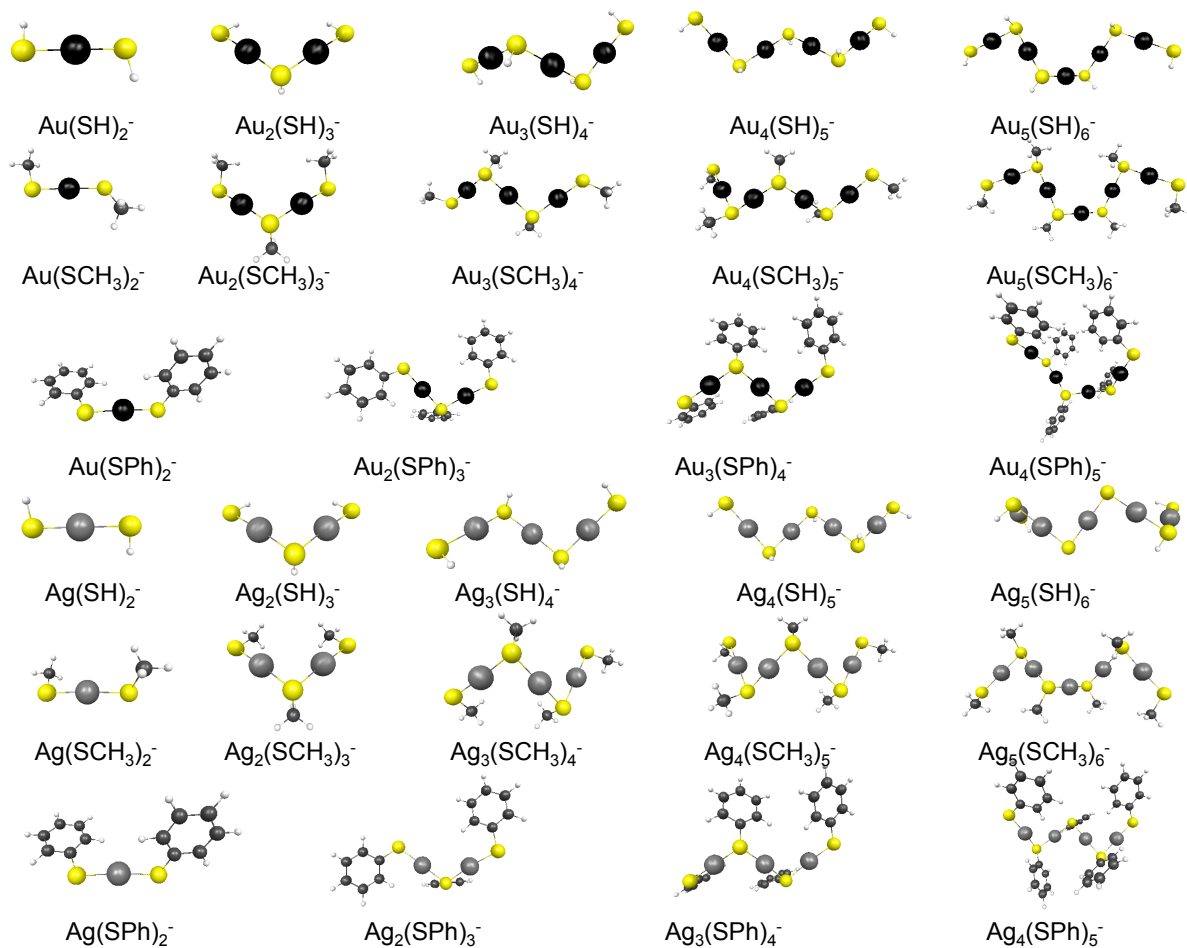 Au(SH)₂⁻ Au₂(SH)₃⁻ Au₃(SH)₄⁻ Au₄(SH)₅⁻ Au₅(SH)₆⁻
Au(SCH₃)₂⁻ Au₂(SCH₃)₃⁻ Au₃(SCH₃)₄⁻ Au₄(SCH₃)₅⁻ Au₅(SCH₃)₆⁻
Au(SPh)₂⁻ Au₂(SPh)₃⁻ Au₃(SPh)₄⁻ Au₄(SPh)₅⁻
Ag(SH)₂⁻ Ag₂(SH)₃⁻ Ag₃(SH)₄⁻ Ag₄(SH)₅⁻ Ag₅(SH)₆⁻
Ag(SCH₃)₂⁻ Ag₂(SCH₃)₃⁻ Ag₃(SCH₃)₄⁻ Ag₄(SCH₃)₅⁻ Ag₅(SCH₃)₆⁻
Ag(SPh)₂⁻ Ag₂(SPh)₃⁻ Ag₃(SPh)₄⁻ Ag₄(SPh)₅⁻